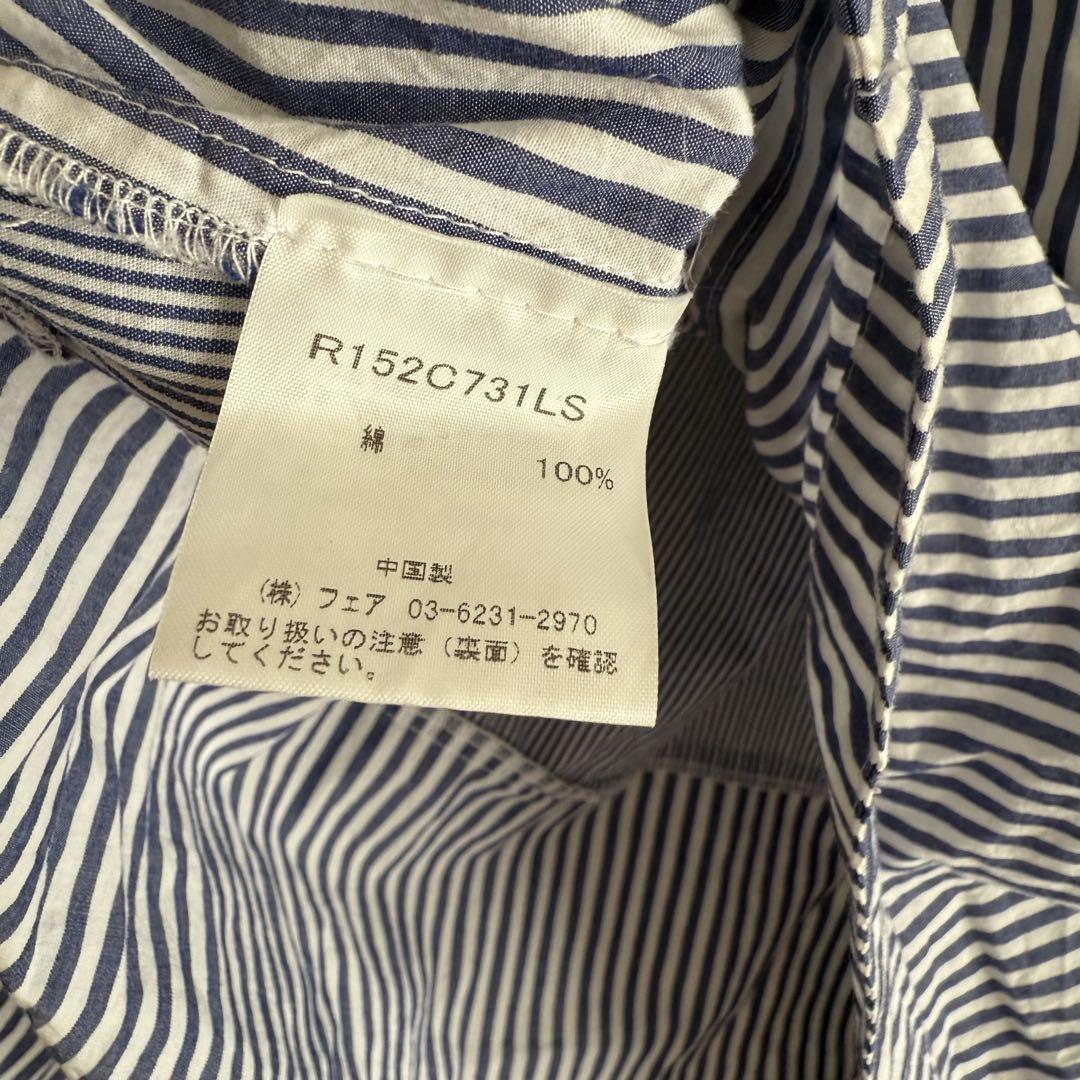 R152C731LS
綿 100%
中国製
(株) フェア 03-6231-2970
お取り扱いの注意（裏面）を確認
してください。